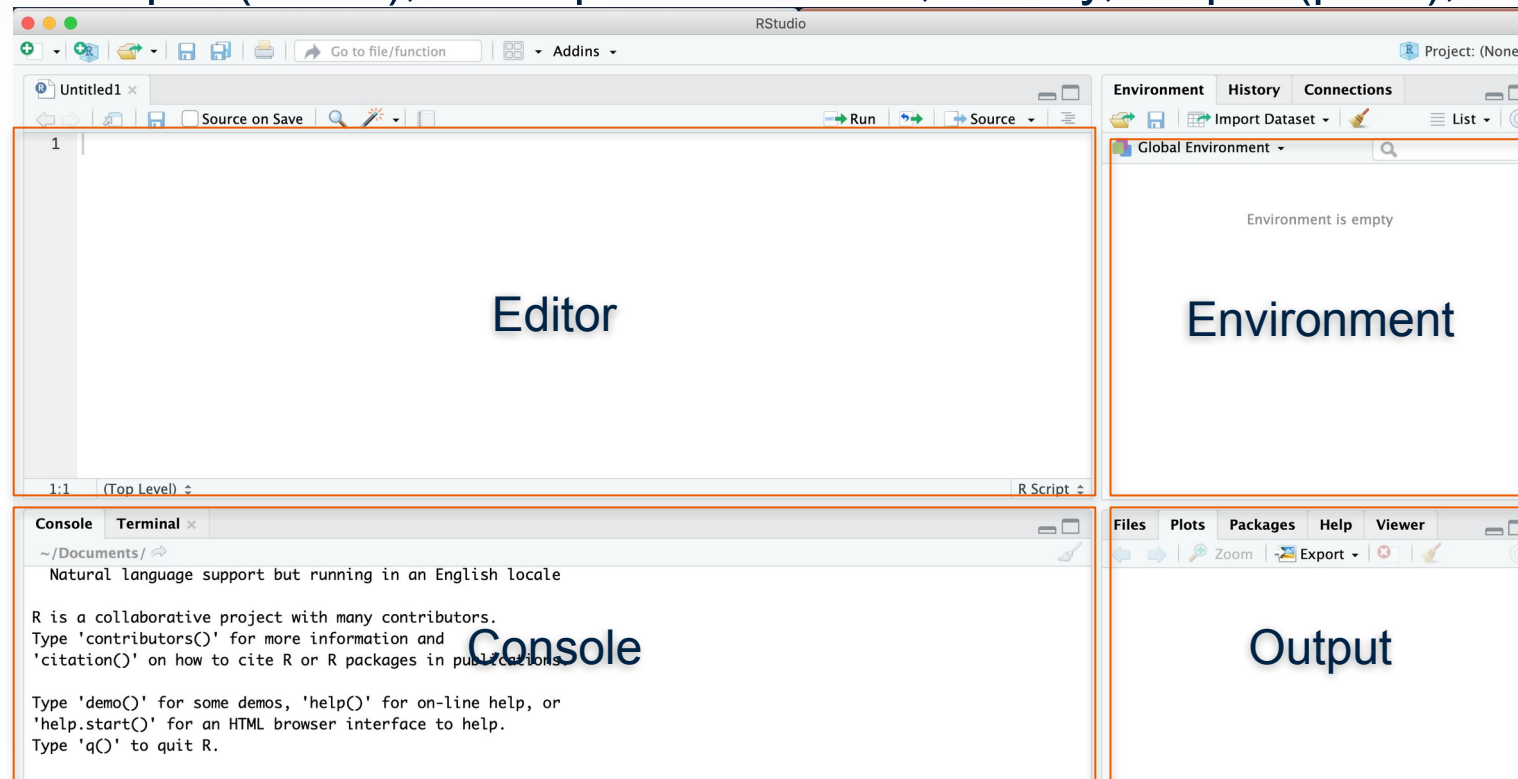 RStudio
Go to file/function Addins Project: (None
Untitled1
Source on Save Run Source
1
Editor
1:1 (Top Level) R Script
Environment History Connections
Import Dataset List
Global Environment
Environment is empty
Environment
Console Terminal
~/Documents/
Natural language support but running in an English locale
R is a collaborative project with many contributors.
Type 'contributors()' for more information and
'citation()' on how to cite R or R packages in publications.
Console
Type 'demo()' for some demos, 'help()' for on-line help, or
'help.start()' for an HTML browser interface to help.
Type 'q()' to quit R.
Files Plots Packages Help Viewer
Zoom Export
Output